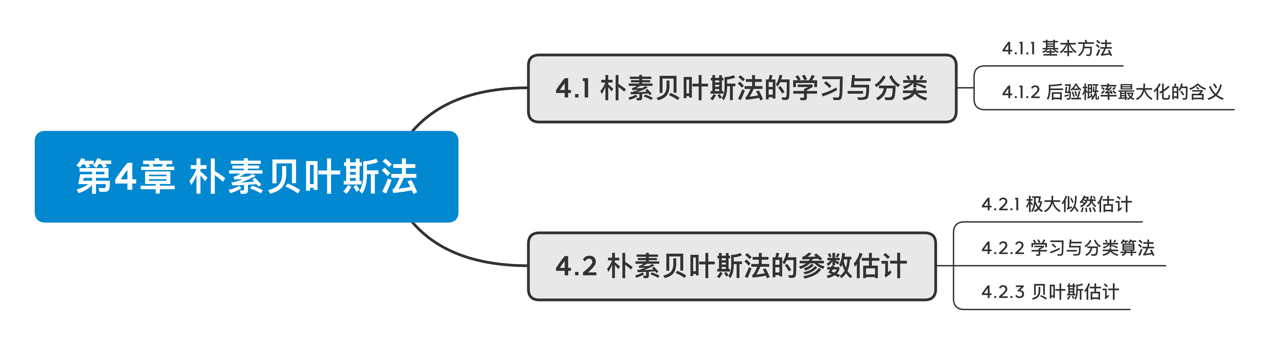 第4章 朴素贝叶斯法
4.1 朴素贝叶斯法的学习与分类
4.1.1 基本方法
4.1.2 后验概率最大化的含义
4.2 朴素贝叶斯法的参数估计
4.2.1 极大似然估计
4.2.2 学习与分类算法
4.2.3 贝叶斯估计